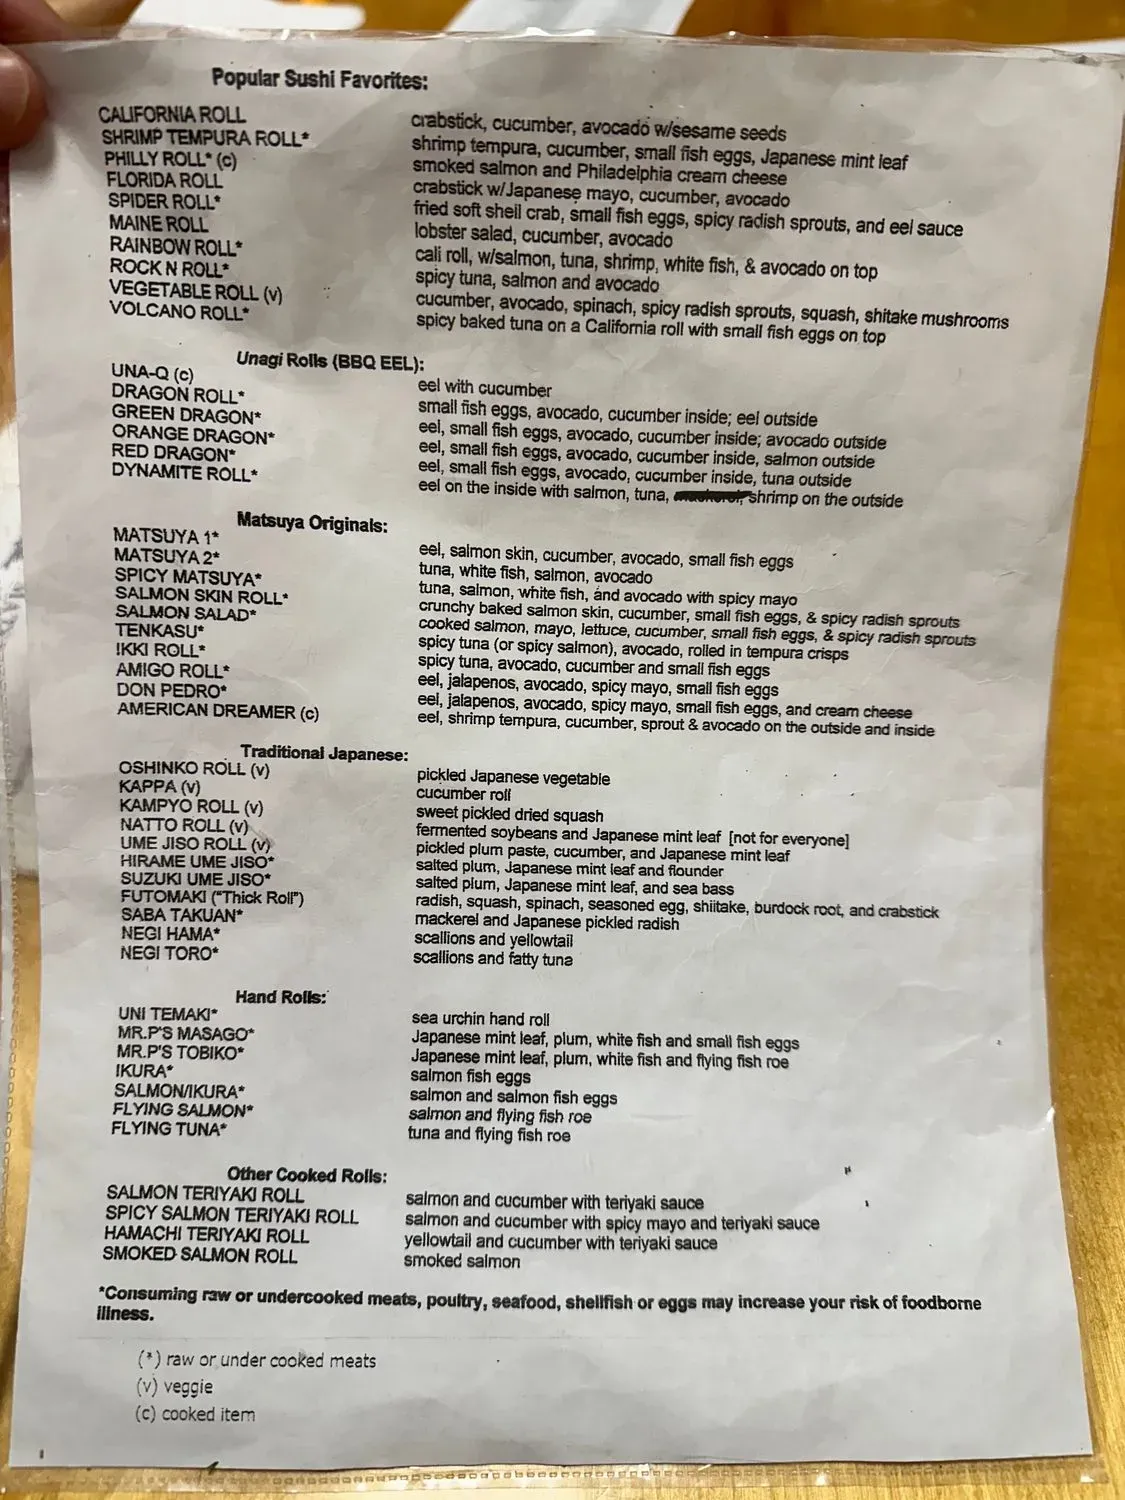 Popular Sushi Favorites:
CALIFORNIA ROLL crabstick, cucumber, avocado w/sesame seeds
SHRIMP TEMPURA ROLL* shrimp tempura, cucumber, small fish eggs, Japanese mint leaf
PHILLY ROLL* (c) smoked salmon and Philadelphia cream cheese
FLORIDA ROLL crabstick w/Japanese mayo, cucumber, avocado
SPIDER ROLL* fried soft shell crab, small fish eggs, spicy radish sprouts, and eel sauce
MAINE ROLL lobster salad, cucumber, avocado
RAINBOW ROLL* cali roll, w/salmon, tuna, shrimp, white fish, & avocado on top
ROCK N ROLL* spicy tuna, salmon and avocado
VEGETABLE ROLL (v) cucumber, avocado, spinach, spicy radish sprouts, squash, shitake mushrooms
VOLCANO ROLL* spicy baked tuna on a California roll with small fish eggs on top
Unagi Rolls (BBQ EEL):
UNA-Q (c) eel with cucumber
DRAGON ROLL* small fish eggs, avocado, cucumber inside; eel outside
GREEN DRAGON* eel, small fish eggs, avocado, cucumber inside; avocado outside
ORANGE DRAGON* eel, small fish eggs, avocado, cucumber inside, salmon outside
RED DRAGON* eel, small fish eggs, avocado, cucumber inside, tuna outside
DYNAMITE ROLL* eel on the inside with salmon, tuna, shrimp on the outside
Matsuya Originals:
MATSUYA 1* eel, salmon skin, cucumber, avocado, small fish eggs
MATSUYA 2* tuna, white fish, salmon, avocado
SPICY MATSUYA* tuna, salmon, white fish, and avocado with spicy mayo
SALMON SKIN ROLL* crunchy baked salmon skin, cucumber, small fish eggs, & spicy radish sprouts
SALMON SALAD* cooked salmon, mayo, lettuce, cucumber, small fish eggs, & spicy radish sprouts
TENKASU* spicy tuna (or spicy salmon), avocado, rolled in tempura crisps
IKKI ROLL* spicy tuna, avocado, cucumber and small fish eggs
AMIGO ROLL* eel, jalapenos, avocado, spicy mayo, small fish eggs
DON PEDRO* eel, jalapenos, avocado, spicy mayo, small fish eggs, and cream cheese
AMERICAN DREAMER (c) eel, shrimp tempura, cucumber, sprout & avocado on the outside and inside
Traditional Japanese:
OSHINKO ROLL (v) pickled Japanese vegetable
KAPPA (v) cucumber roll
KAMPYO ROLL (v) sweet pickled dried squash
NATTO ROLL (v) fermented soybeans and Japanese mint leaf [not for everyone]
UME JISO ROLL (v) pickled plum paste, cucumber, and Japanese mint leaf
HIRAME UME JISO* salted plum, Japanese mint leaf and flounder
SUZUKI UME JISO* salted plum, Japanese mint leaf, and sea bass
FUTOMAKI ("Thick Roll") radish, squash, spinach, seasoned egg, shiitake, burdock root, and crabstick
SABA TAKUAN* mackerel and Japanese pickled radish
NEGI HAMA* scallions and yellowtail
NEGI TORO* scallions and fatty tuna
Hand Rolls:
UNI TEMAKI* sea urchin hand roll
MR.P'S MASAGO* Japanese mint leaf, plum, white fish and small fish eggs
MR.P'S TOBIKO* Japanese mint leaf, plum, white fish and flying fish roe
IKURA* salmon fish eggs
SALMON/IKURA* salmon and salmon fish eggs
FLYING SALMON* salmon and flying fish roe
FLYING TUNA* tuna and flying fish roe
Other Cooked Rolls:
SALMON TERIYAKI ROLL salmon and cucumber with teriyaki sauce
SPICY SALMON TERIYAKI ROLL salmon and cucumber with spicy mayo and teriyaki sauce
HAMACHI TERIYAKI ROLL yellowtail and cucumber with teriyaki sauce
SMOKED SALMON ROLL smoked salmon
*Consuming raw or undercooked meats, poultry, seafood, shellfish or eggs may increase your risk of foodborne
illness.
(*) raw or under cooked meats
(v) veggie
(c) cooked item